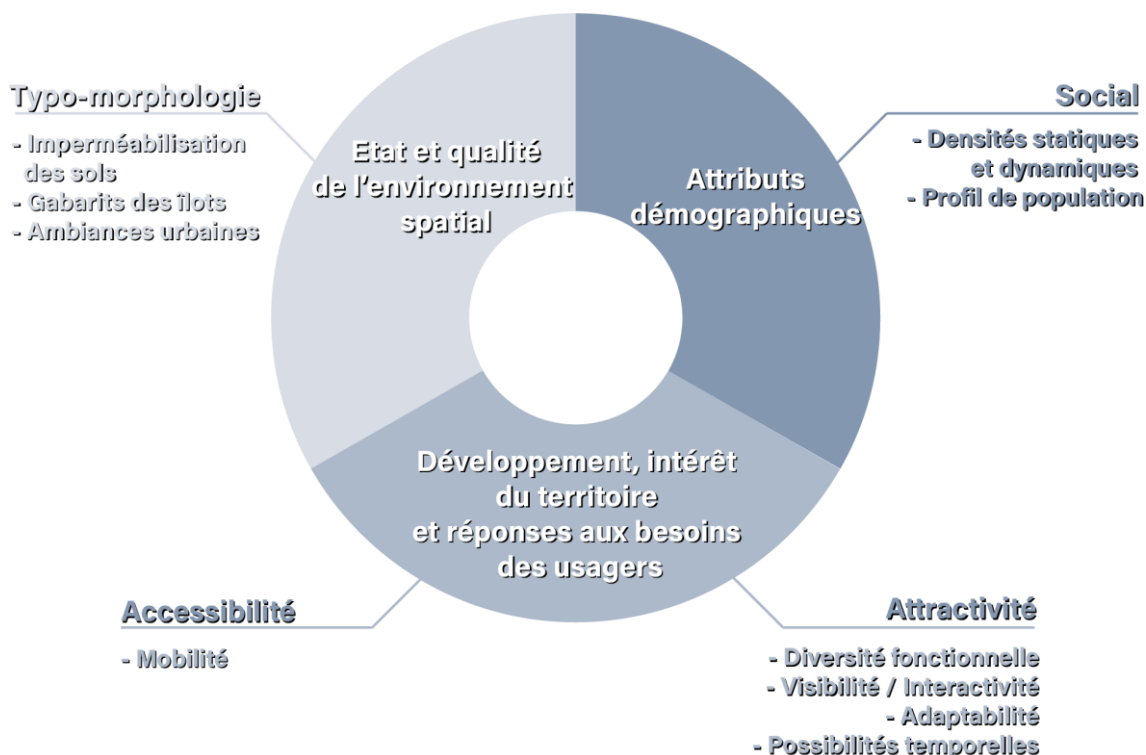 Typo-morphologie
- Imperméabilisation
des sols
- Gabarits des îlots
- Ambiances urbaines
Etat et qualité
de l'environnement
spatial
Attributs
démographiques
Social
- Densités statiques
et dynamiques
- Profil de population
Développement, intérêt
du territoire
et réponses aux besoins
des usagers
Accessibilité
- Mobilité
Attractivité
- Diversité fonctionnelle
- Visibilité / Interactivité
- Adaptabilité
- Possibilités temporelles